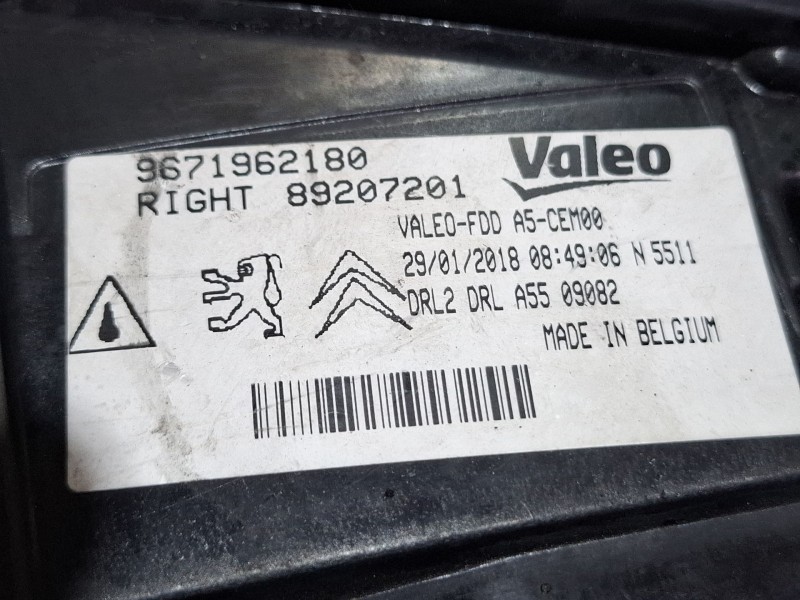 9671962180
RIGHT 89207201
Valeo
VALEO-FDD A5-CEM00
29/01/2018 08:49:06 N 5511
DRL2 DRL A55 09082
MADE IN BELGIUM